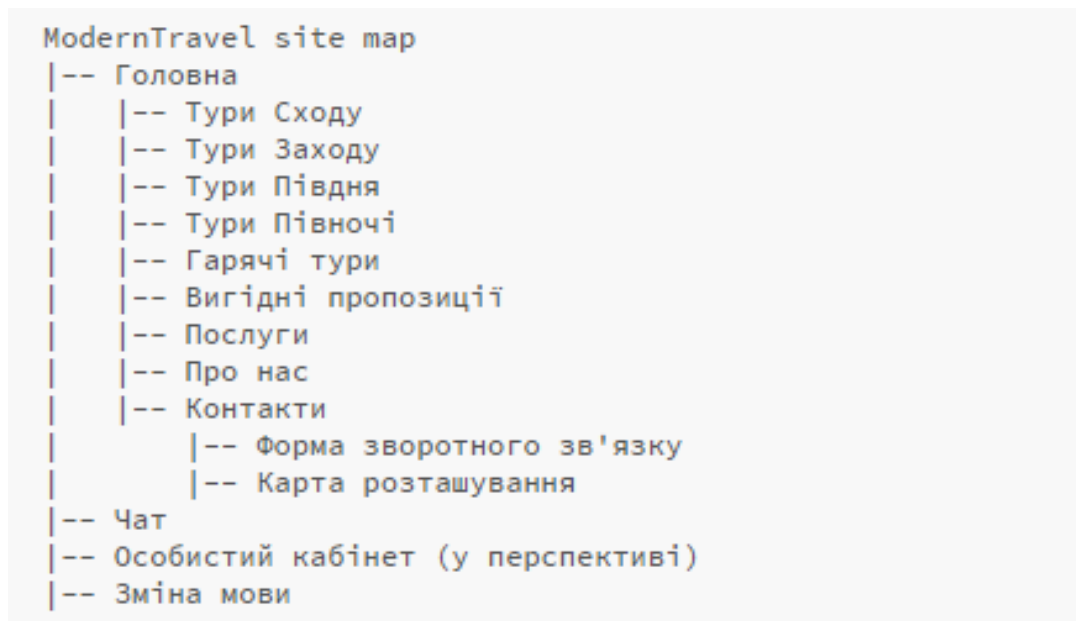 ModernTravel site map
|-- Головна
|   |-- Тури Сходу
|   |-- Тури Заходу
|   |-- Тури Півдня
|   |-- Тури Півночі
|   |-- Гарячі тури
|   |-- Вигідні пропозиції
|   |-- Послуги
|   |-- Про нас
|   |-- Контакти
|       |-- Форма зворотного зв'язку
|       |-- Карта розташування
|-- Чат
|-- Особистий кабінет (у перспективі)
|-- Зміна мови